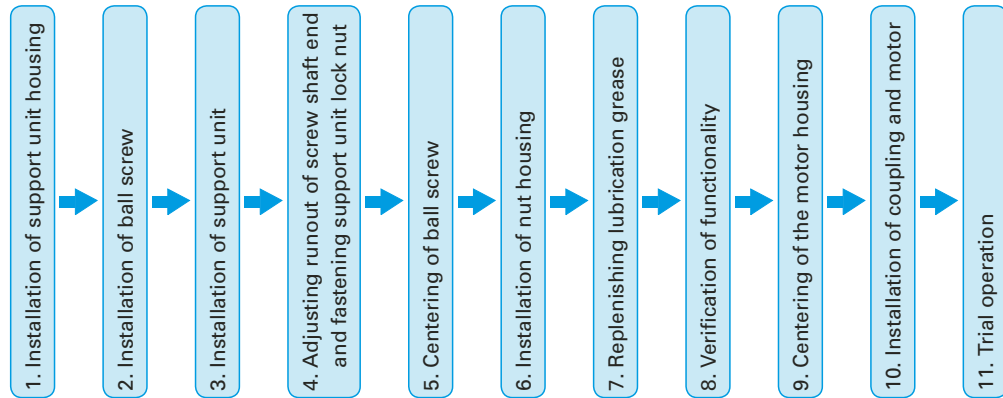 1. Installation of support unit housing
2. Installation of ball screw
3. Installation of support unit
4. Adjusting runout of screw shaft end
and fastening support unit lock nut
5. Centering of ball screw
6. Installation of nut housing
7. Replenishing lubrication grease
8. Verification of functionality
9. Centering of the motor housing
10. Installation of coupling and motor
11. Trial operation